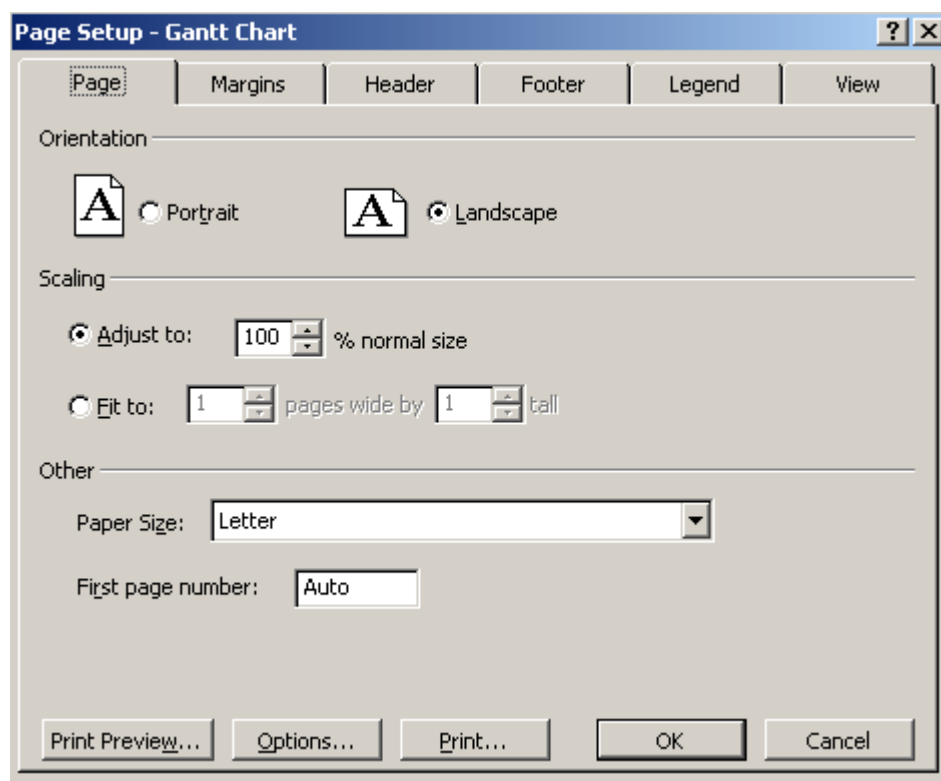 Page Setup - Gantt Chart
Page Margins Header Footer Legend View
Orientation
A Portrait A Landscape
Scaling
Adjust to: 100 % normal size
Fit to: 1 pages wide by 1 tall
Other
Paper Size: Letter
First page number: Auto
Print Preview... Options... Print... OK Cancel